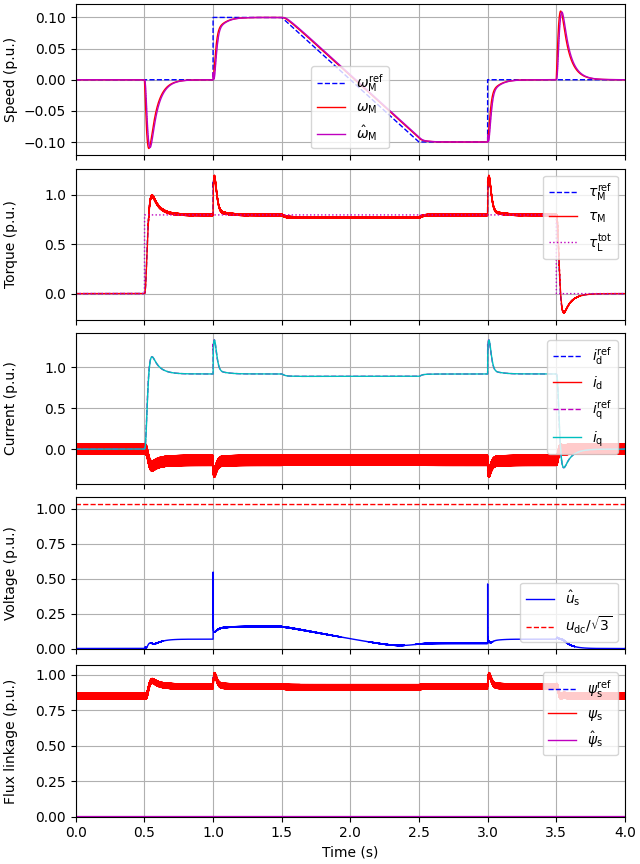 0.10
0.05
0.00
−0.05
−0.10
Speed (p.u.)
ω_M^ref
ω_M
ω̂_M
1.0
0.5
0.0
Torque (p.u.)
τ_M^ref
τ_M
τ_L^tot
1.0
0.5
0.0
Current (p.u.)
i_d^ref
i_d
i_q^ref
i_q
1.00
0.75
0.50
0.25
0.00
Voltage (p.u.)
û_s
u_dc/√3
1.00
0.75
0.50
0.25
0.00
Flux linkage (p.u.)
ψ_s^ref
ψ_s
ψ̂_s
0.0 0.5 1.0 1.5 2.0 2.5 3.0 3.5 4.0
Time (s)